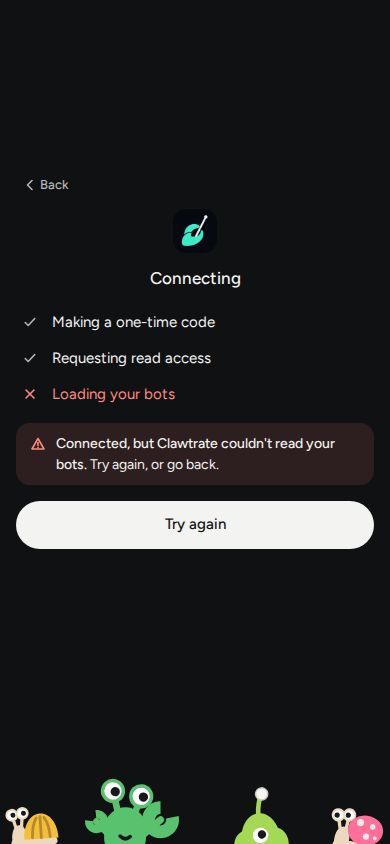 Back
Connecting
Making a one-time code
Requesting read access
Loading your bots
Connected, but Clawtrate couldn't read your
bots. Try again, or go back.
Try again